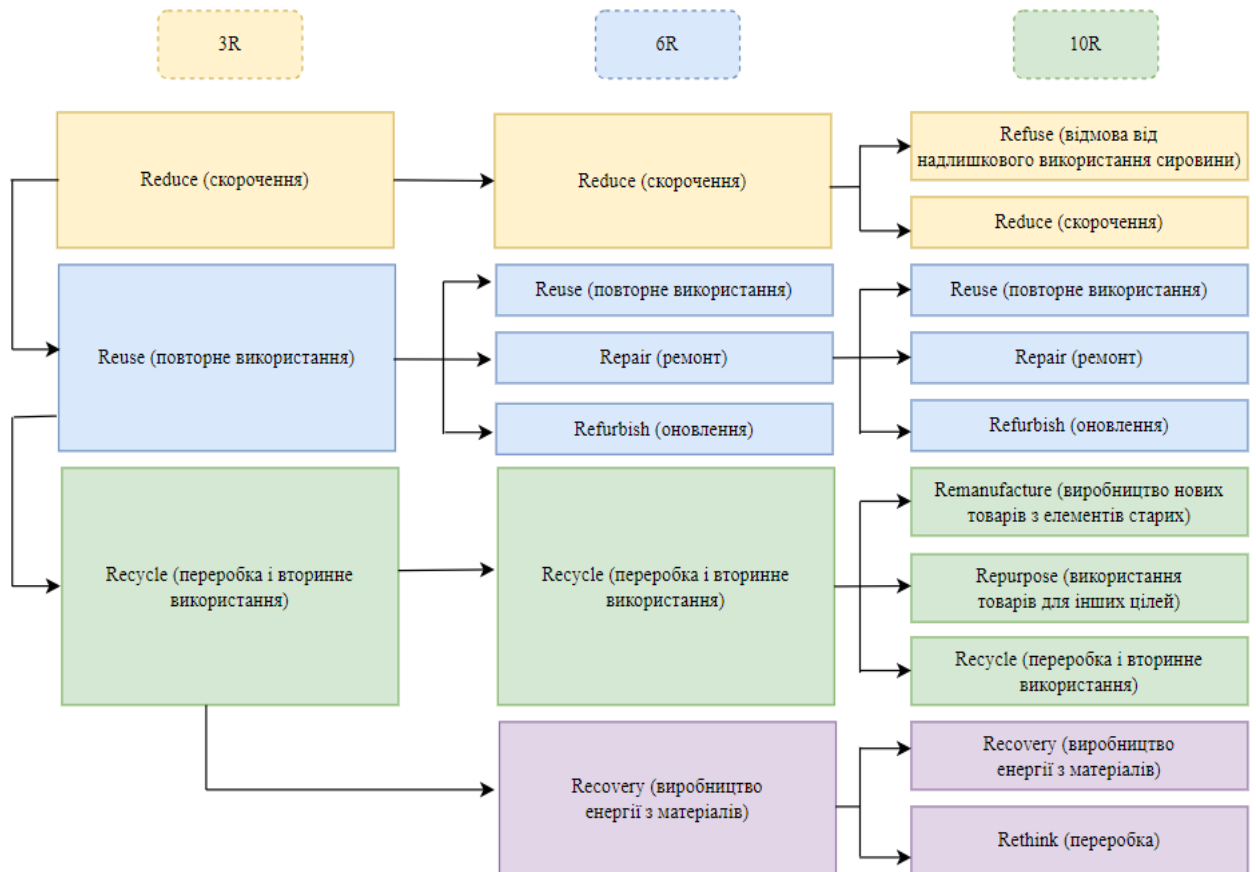 3R
6R
10R
Reduce (скорочення)
Reduce (скорочення)
Refuse (відмова від
надлишкового використання сировини)
Reduce (скорочення)
Reuse (повторне використання)
Reuse (повторне використання)
Repair (ремонт)
Refurbish (оновлення)
Reuse (повторне використання)
Repair (ремонт)
Refurbish (оновлення)
Recycle (переробка і вторинне
використання)
Recycle (переробка і вторинне
використання)
Remanufacture (виробництво нових
товарів з елементів старих)
Repurpose (використання
товарів для інших цілей)
Recycle (переробка і вторинне
використання)
Recovery (виробництво
енергії з матеріалів)
Recovery (виробництво
енергії з матеріалів)
Rethink (переробка)